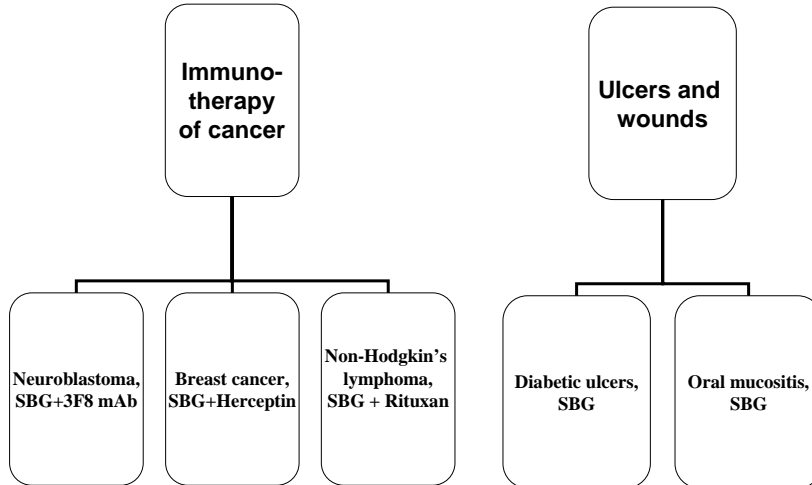 Immuno-
therapy
of cancer
Ulcers and
wounds
Neuroblastoma,
SBG+3F8 mAb
Breast cancer,
SBG+Herceptin
Non-Hodgkin’s
lymphoma,
SBG + Rituxan
Diabetic ulcers,
SBG
Oral mucositis,
SBG